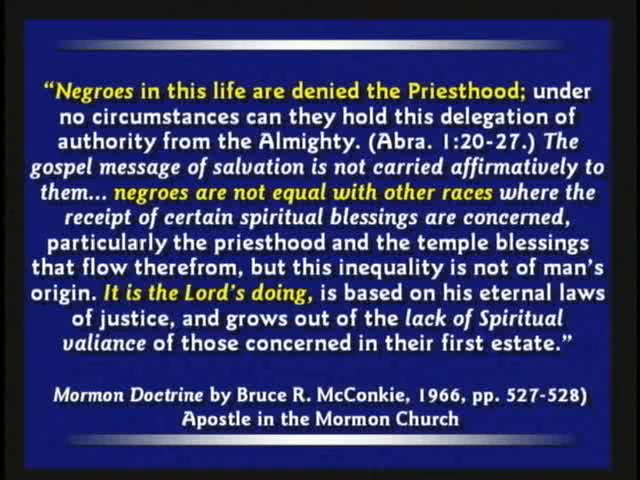 “Negroes in this life are denied the Priesthood; under
no circumstances can they hold this delegation of
authority from the Almighty. (Abra. 1:20-27.) The
gospel message of salvation is not carried affirmatively to
them... negroes are not equal with other races where the
receipt of certain spiritual blessings are concerned,
particularly the priesthood and the temple blessings
that flow therefrom, but this inequality is not of man's
origin. It is the Lord's doing, is based on his eternal laws
of justice, and grows out of the lack of Spiritual
valiance of those concerned in their first estate.”
Mormon Doctrine by Bruce R. McConkie, 1966, pp. 527-528)
Apostle in the Mormon Church